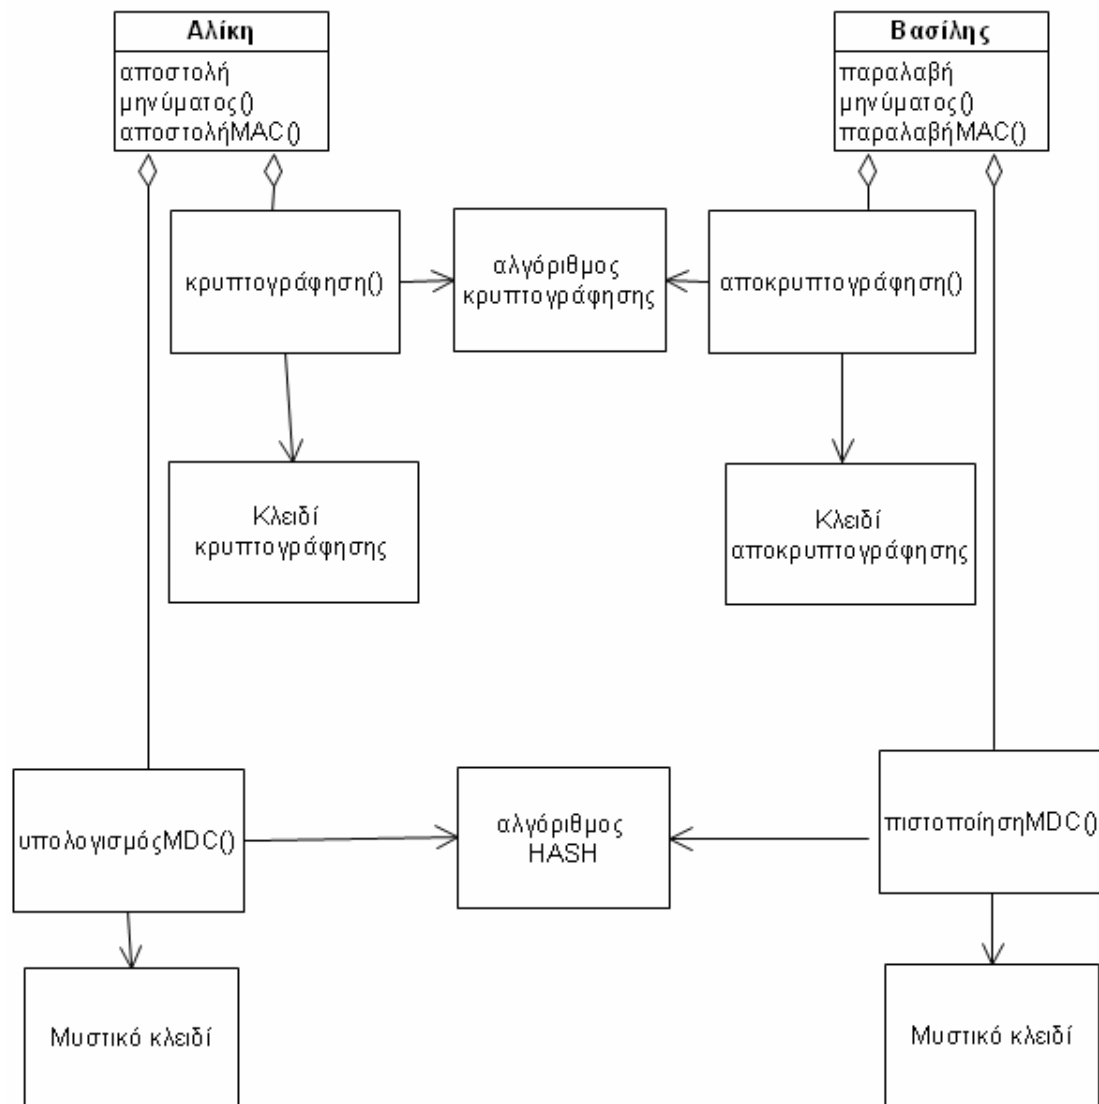 Αλίκη
αποστολή
μηνύματος()
αποστολήMAC()
Βασίλης
παραλαβή
μηνύματος()
παραλαβήMAC()
κρυπτογράφηση()
αλγόριθμος
κρυπτογράφησης
αποκρυπτογράφηση()
Κλειδί
κρυπτογράφησης
Κλειδί
αποκρυπτογράφησης
υπολογισμόςMDC()
αλγόριθμος
HASH
πιστοποίησηMDC()
Μυστικό κλειδί
Μυστικό κλειδί